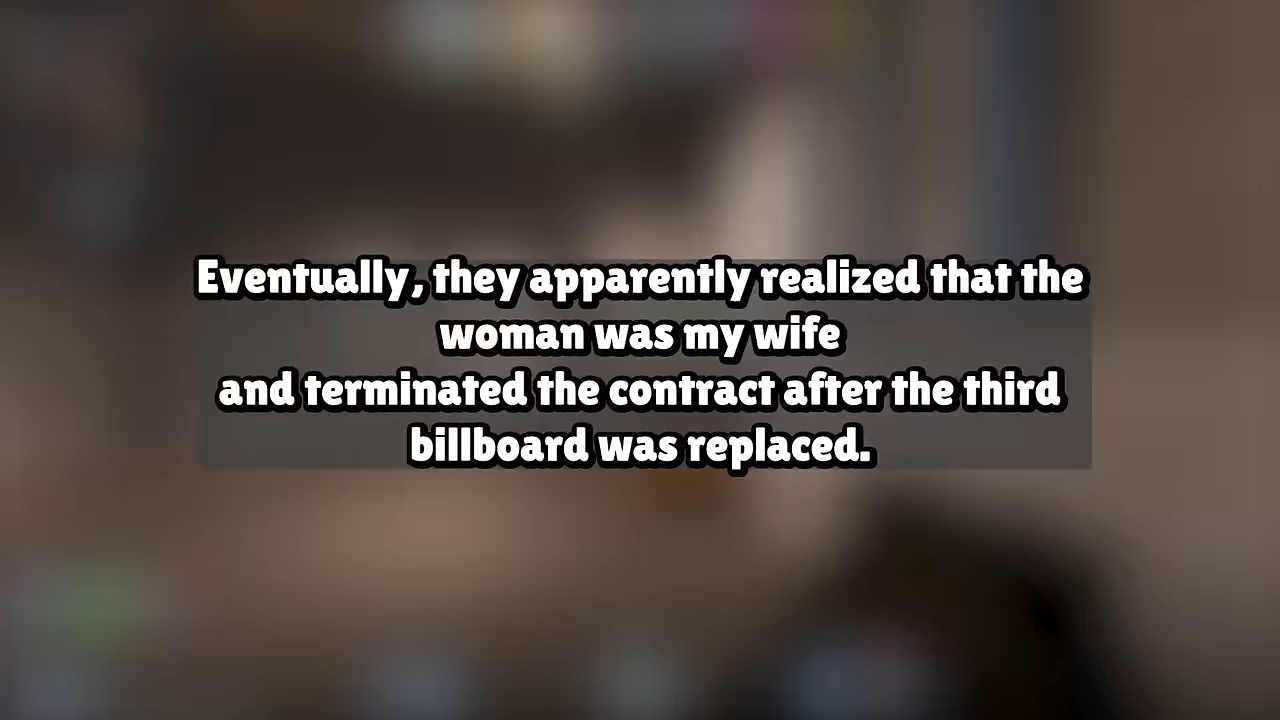 Eventually, they apparently realized that the
woman was my wife
and terminated the contract after the third
billboard was replaced.